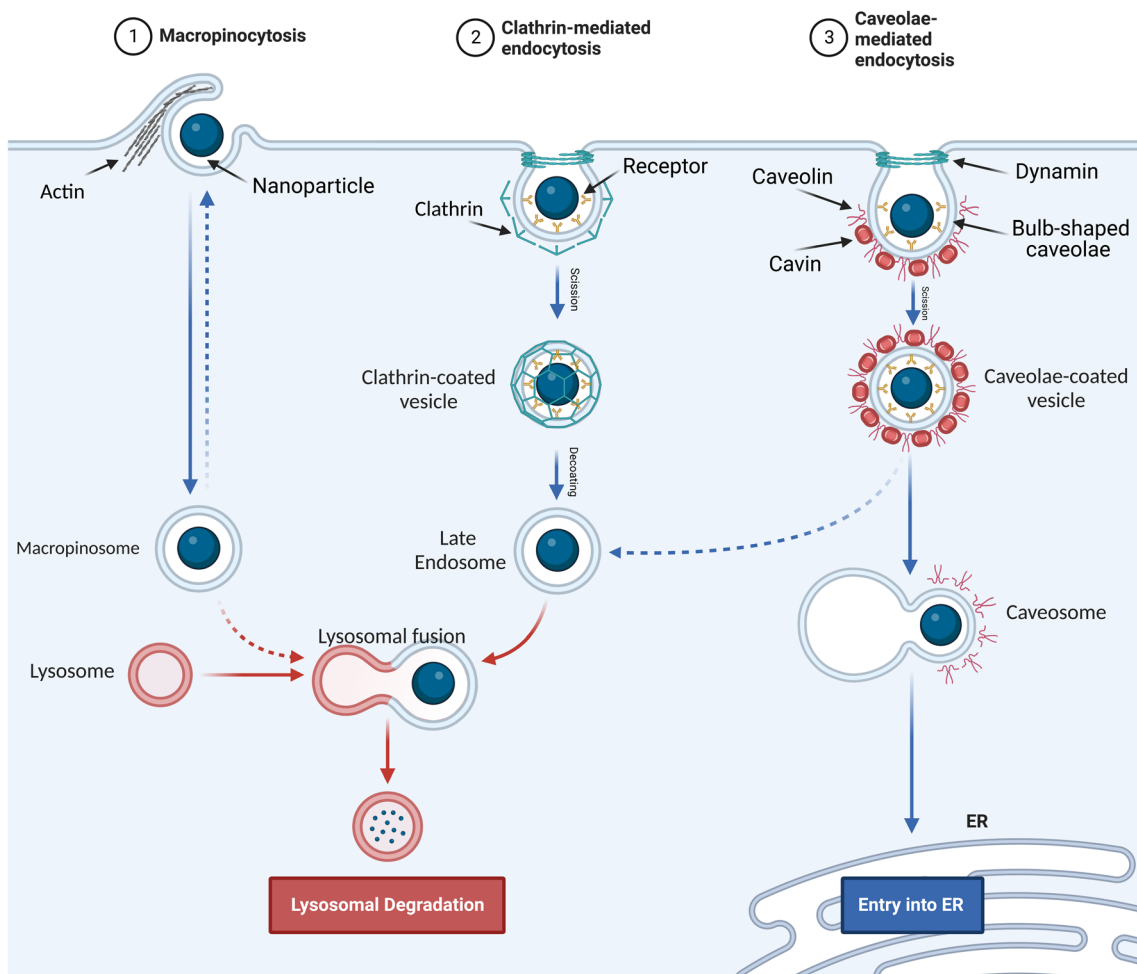 1
Macropinocytosis
2
Clathrin-mediated
endocytosis
3
Caveolae-
mediated
endocytosis
Actin
Nanoparticle
Clathrin
Receptor
Caveolin
Cavin
Dynamin
Bulb-shaped
caveolae
Scission
Scission
Clathrin-coated
vesicle
Caveolae-coated
vesicle
Decoating
Macropinosome
Late
Endosome
Caveosome
Lysosomal fusion
Lysosome
ER
Lysosomal Degradation
Entry into ER